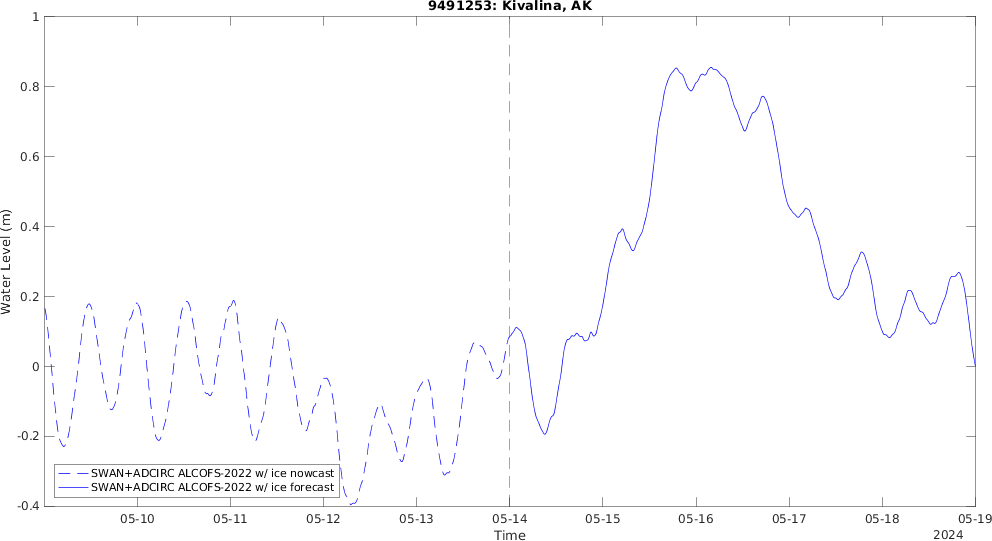 9491253: Kivalina, AK
1
0.8
0.6
0.4
0.2
0
-0.2
-0.4
Water Level (m)
SWAN+ADCIRC ALCOFS-2022 w/ ice nowcast
SWAN+ADCIRC ALCOFS-2022 w/ ice forecast
05-10 05-11 05-12 05-13 05-14 05-15 05-16 05-17 05-18 05-19
Time
2024